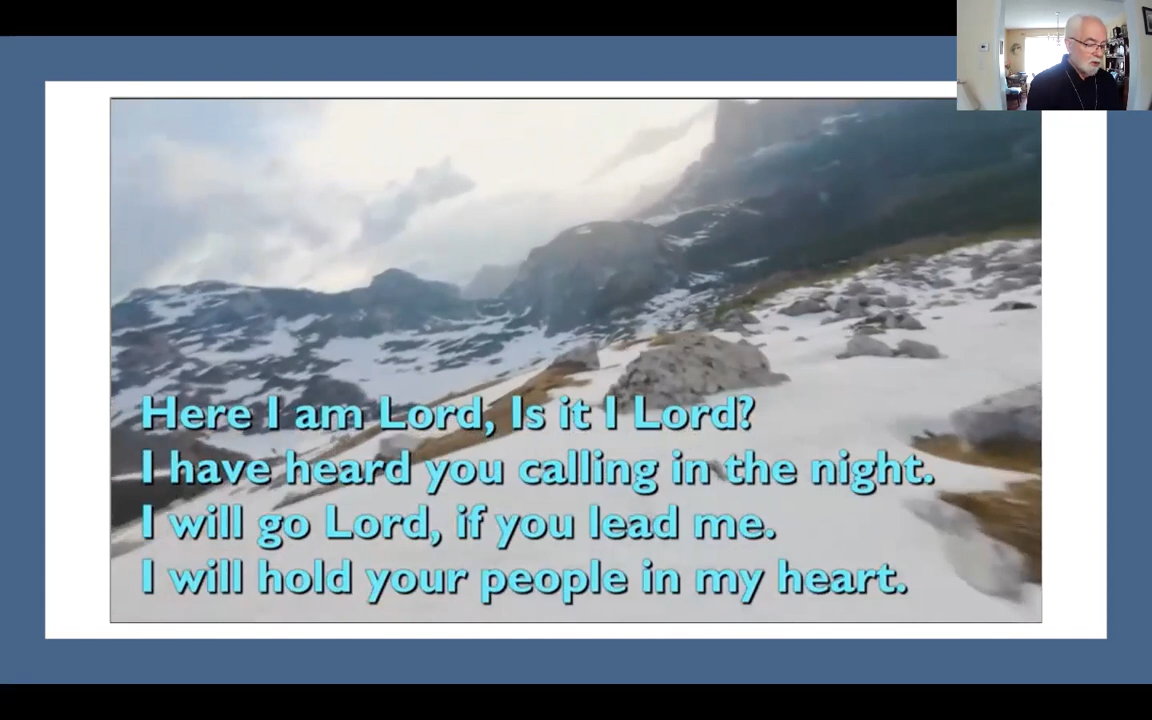 Here I am Lord, Is it I Lord?
I have heard you calling in the night.
I will go Lord, if you lead me.
I will hold your people in my heart.